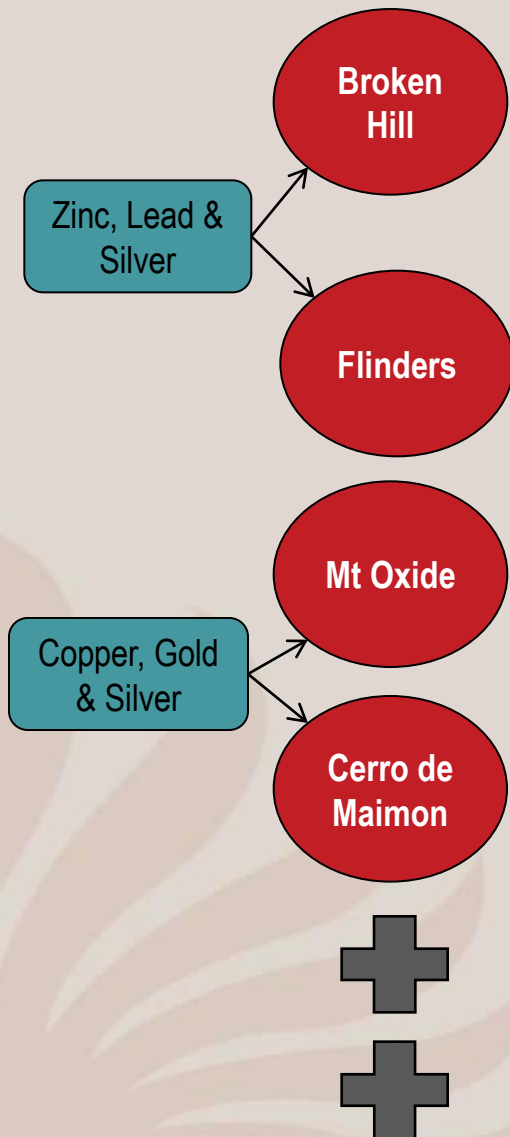 Broken
Hill
Zinc, Lead &
Silver
Flinders
Mt Oxide
Copper, Gold
& Silver
Cerro de
Maimon